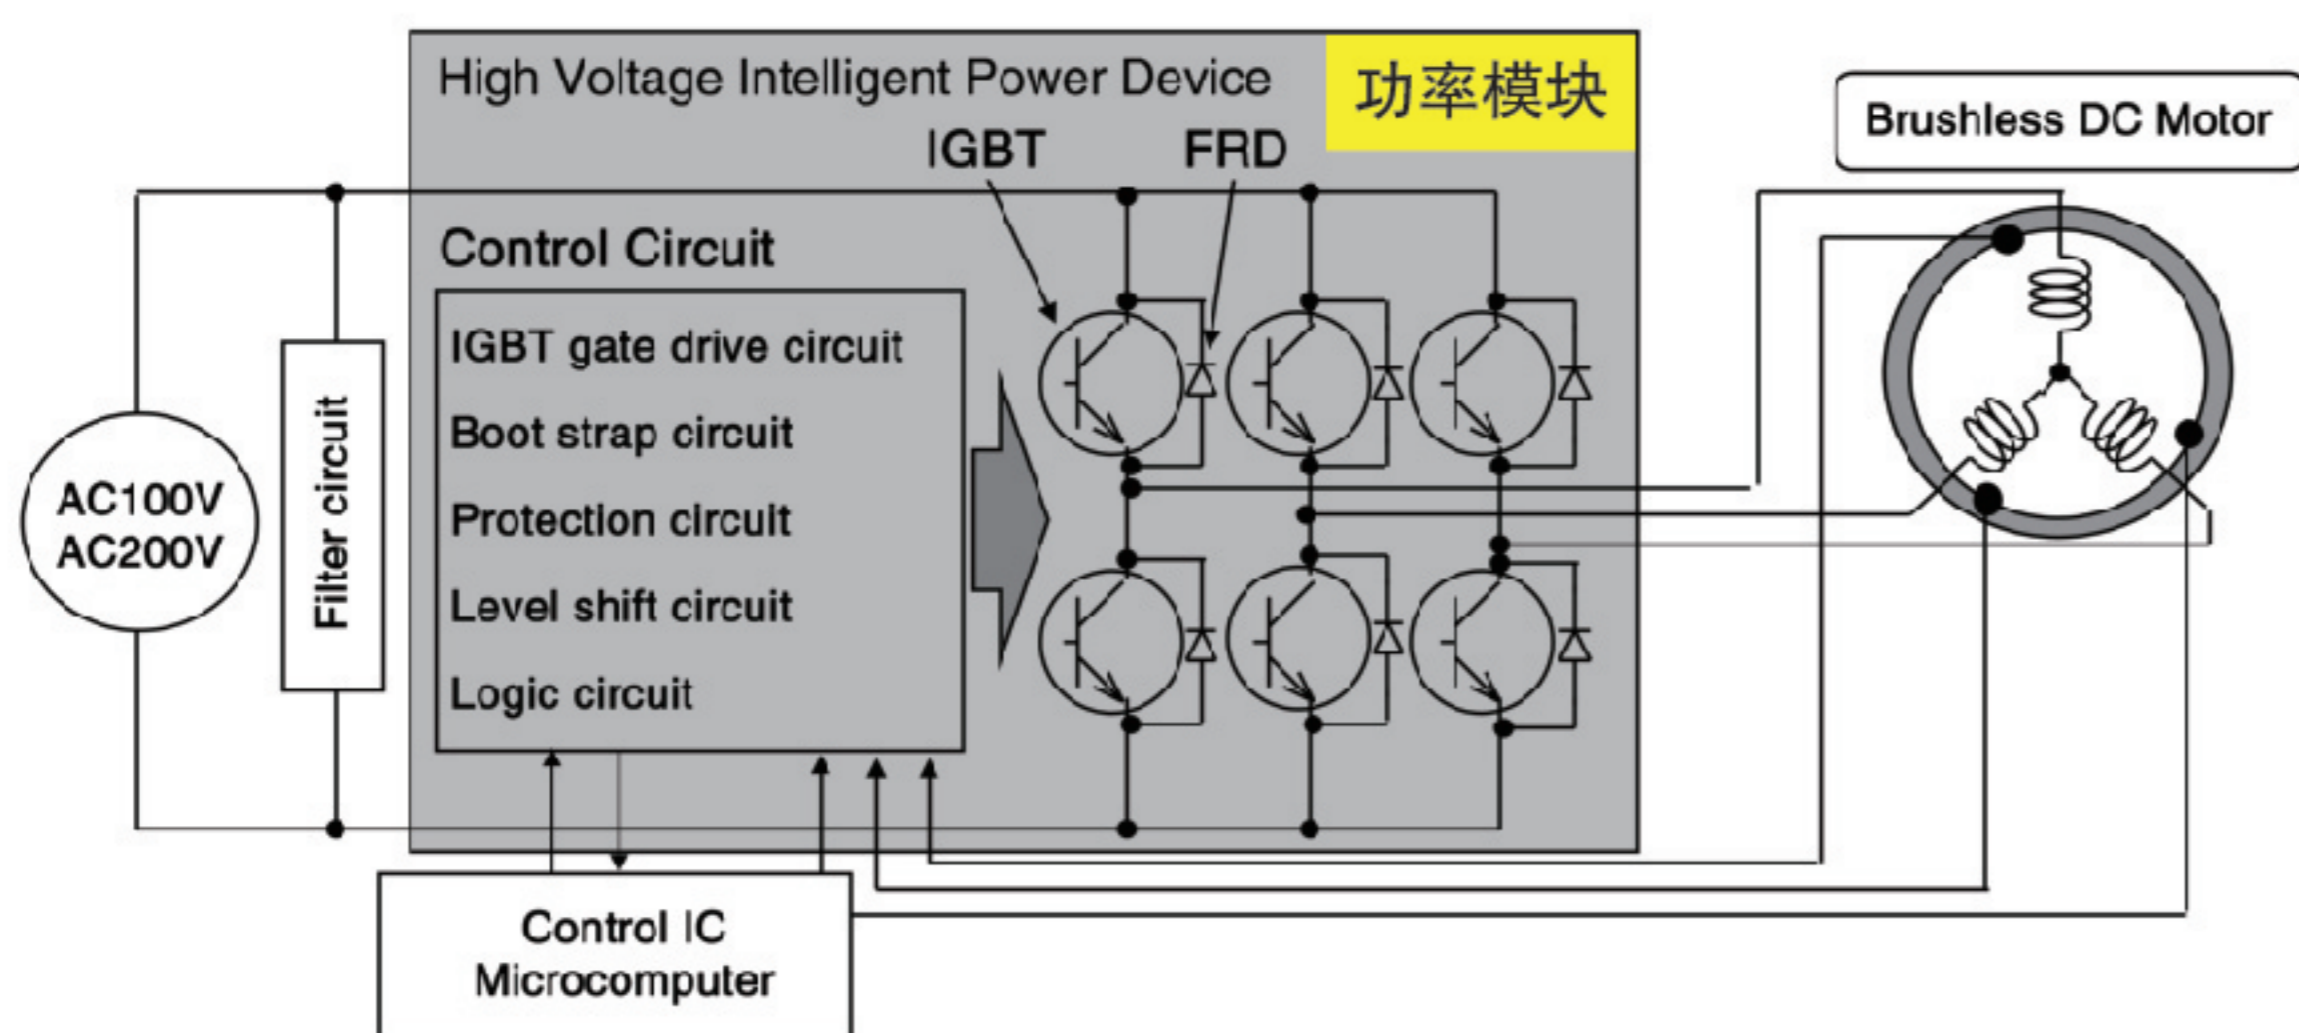 High Voltage Intelligent Power Device
功率模块
Brushless DC Motor
IGBT
FRD
Control Circuit
IGBT gate drive circuit
Boot strap circuit
Protection circuit
Level shift circuit
Logic circuit
AC100V
AC200V
Filter circuit
Control IC
Microcomputer